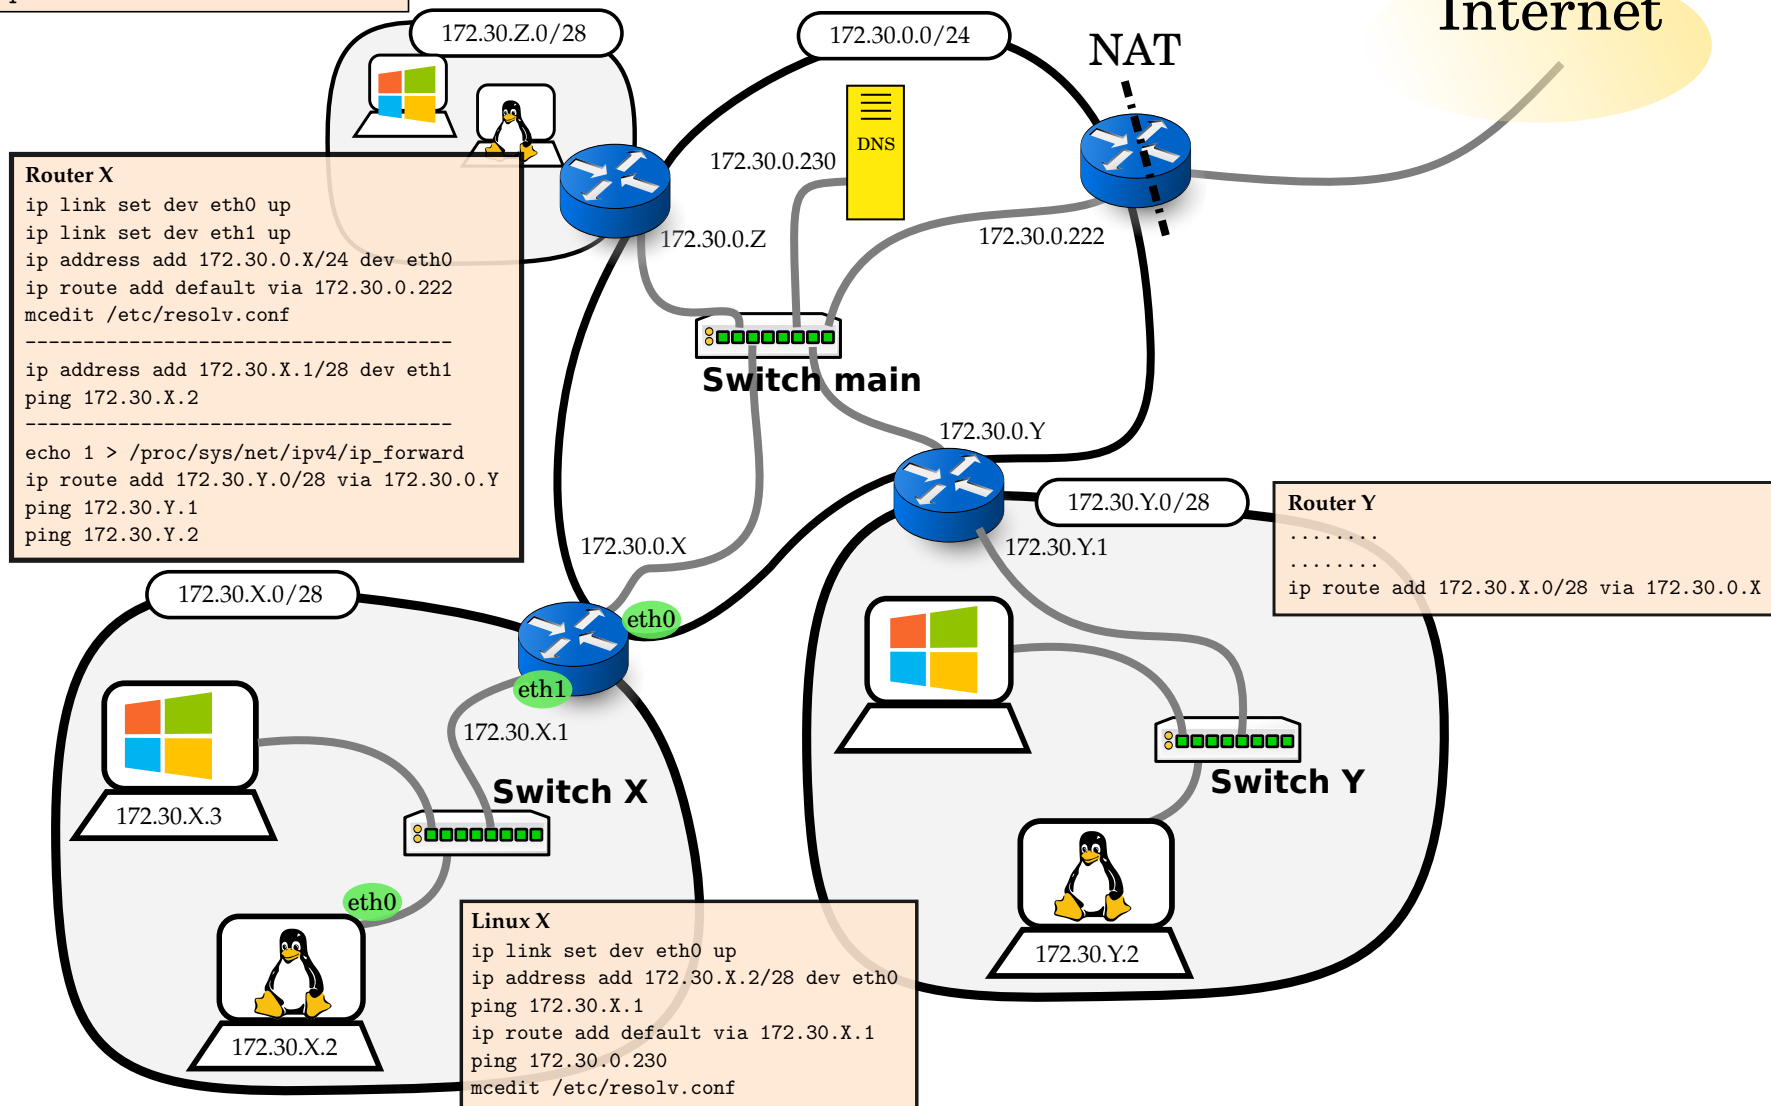 172.30.Z.0/28
172.30.0.0/24
Internet
NAT
DNS
172.30.0.230
172.30.0.Z
172.30.0.222
Router X
ip link set dev eth0 up
ip link set dev eth1 up
ip address add 172.30.0.X/24 dev eth0
ip route add default via 172.30.0.222
mcedit /etc/resolv.conf
-------------------------------------
ip address add 172.30.X.1/28 dev eth1
ping 172.30.X.2
-------------------------------------
echo 1 > /proc/sys/net/ipv4/ip_forward
ip route add 172.30.Y.0/28 via 172.30.0.Y
ping 172.30.Y.1
ping 172.30.Y.2
Switch main
172.30.0.Y
172.30.Y.0/28
172.30.Y.1
Router Y
........
........
ip route add 172.30.X.0/28 via 172.30.0.X
172.30.0.X
172.30.X.0/28
eth0
eth1
172.30.X.1
Switch X
172.30.X.3
Switch Y
eth0
172.30.X.2
172.30.Y.2
Linux X
ip link set dev eth0 up
ip address add 172.30.X.2/28 dev eth0
ping 172.30.X.1
ip route add default via 172.30.X.1
ping 172.30.0.230
mcedit /etc/resolv.conf